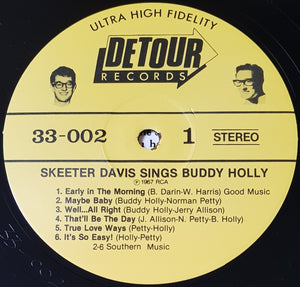 ULTRA HIGH FIDELITY
DETOUR
RECORDS
33-002
1
STEREO
SKEETER DAVIS SINGS BUDDY HOLLY
℗1967 RCA
1. Early in The Morning (B. Darin-W. Harris) Good Music
2. Maybe Baby (Buddy Holly-Norman Petty)
3. Well...All Right (Buddy Holly-Jerry Allison)
4. That'll Be The Day (J. Allison-N. Petty-B. Holly)
5. True Love Ways (Petty-Holly)
6. It's So Easy! (Holly-Petty)
2-6 Southern Music